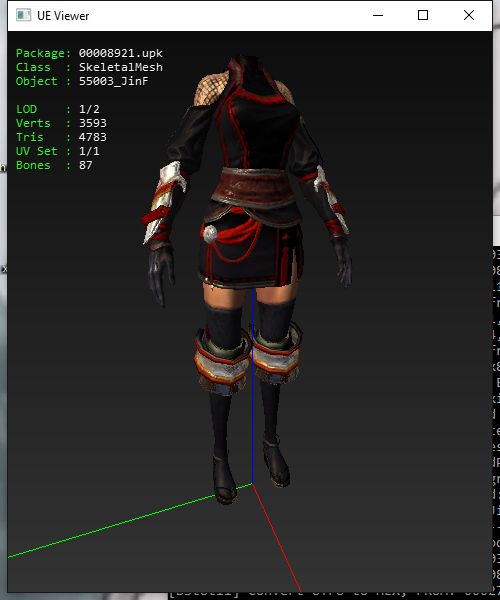 UE Viewer
Package: 00008921.upk
Class : SkeletalMesh
Object : 55003_JinF
LOD : 1/2
Verts : 3593
Tris : 4783
UV Set : 1/1
Bones : 87